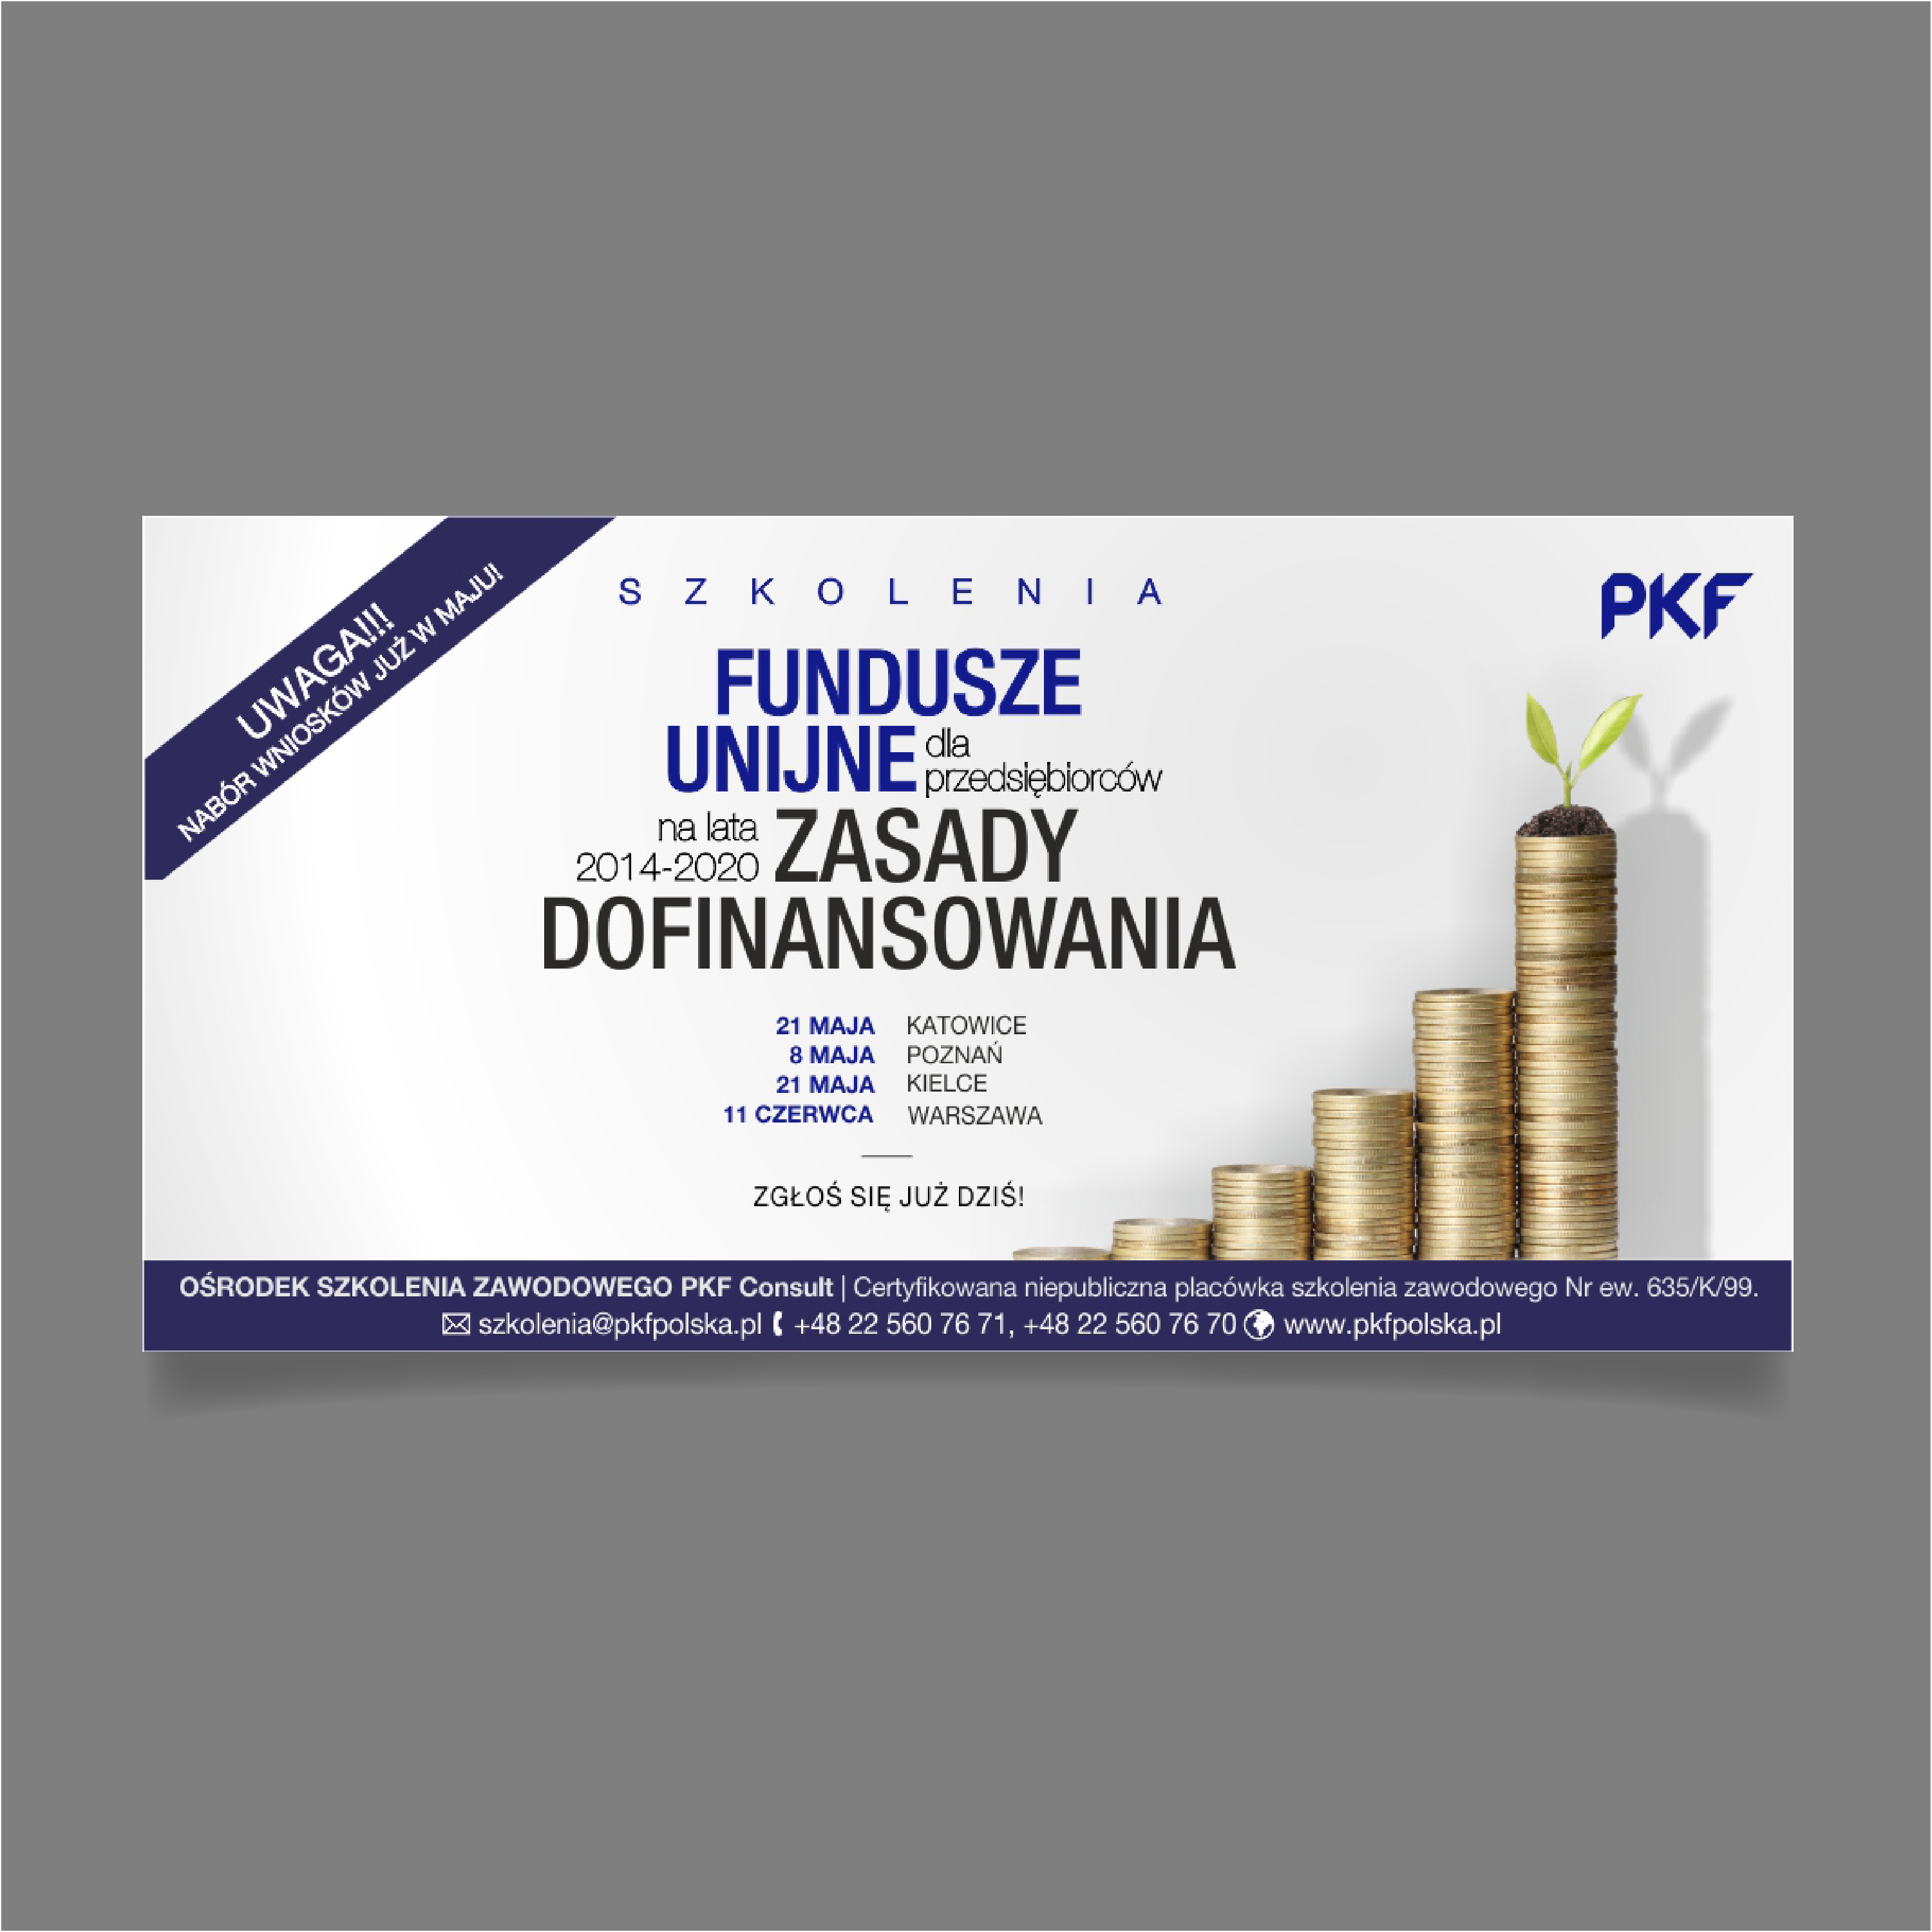 UWAGA!!!
NABÓR WNIOSKÓW JUŻ W MAJU!
SZKOLENIA
PKF
FUNDUSZE
UNIJNE dla
przedsiębiorców
na lata
2014-2020 ZASADY
DOFINANSOWANIA
21 MAJA KATOWICE
8 MAJA POZNAŃ
21 MAJA KIELCE
11 CZERWCA WARSZAWA
ZGŁOŚ SIĘ JUŻ DZIŚ!
OŚRODEK SZKOLENIA ZAWODOWEGO PKF Consult | Certyfikowana niepubliczna placówka szkolenia zawodowego Nr ew. 635/K/99.
szkolenia@pkfpolska.pl +48 22 560 76 71, +48 22 560 76 70 www.pkfpolska.pl